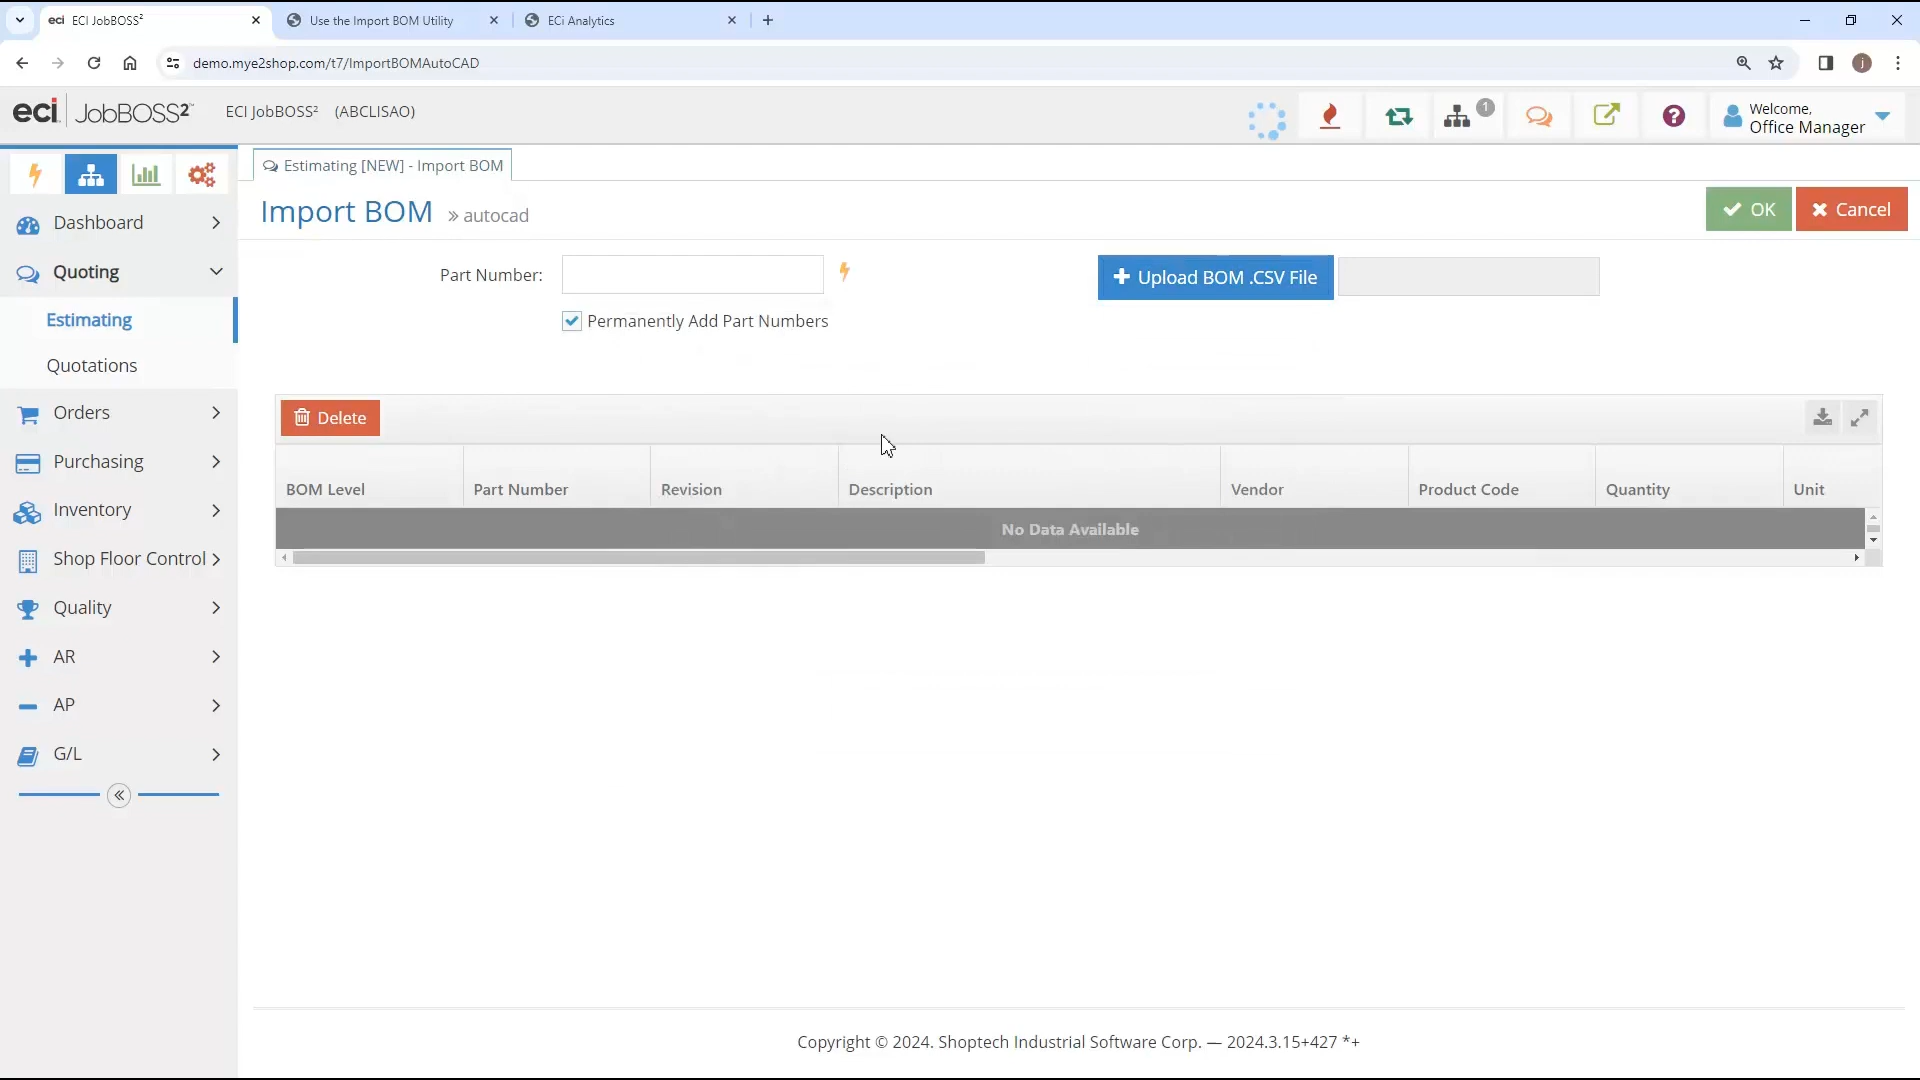 eci ECI JobBOSS²
Use the Import BOM Utility
ECi Analytics
demo.mye2shop.com/t7/ImportBOMAutoCAD
j
eci JobBOSS²™
ECI JobBOSS² (ABCLISAO)
1
Welcome,
Office Manager
Estimating [NEW] - Import BOM
Import BOM » autocad
OK
Cancel
Dashboard
Quoting
Estimating
Quotations
Orders
Purchasing
Inventory
Shop Floor Control
Quality
AR
AP
G/L
Part Number:
Upload BOM .CSV File
Permanently Add Part Numbers
Delete
BOM Level Part Number Revision Description Vendor Product Code Quantity Unit
No Data Available
Copyright © 2024. Shoptech Industrial Software Corp. — 2024.3.15+427 *+